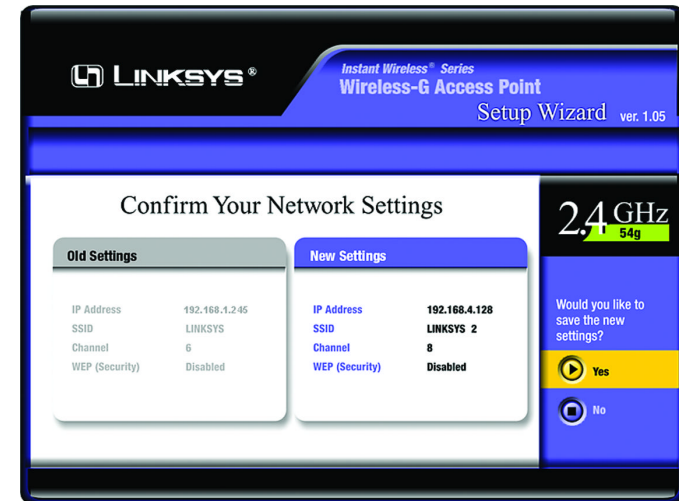 LINKSYS®
Instant Wireless® Series
Wireless-G Access Point
Setup Wizard ver. 1.05
Confirm Your Network Settings
2.4 GHz
54g
Old Settings
IP Address 192.168.1.245
SSID LINKSYS
Channel 6
WEP (Security) Disabled
New Settings
IP Address 192.168.4.128
SSID LINKSYS 2
Channel 8
WEP (Security) Disabled
Would you like to
save the new
settings?
Yes
No